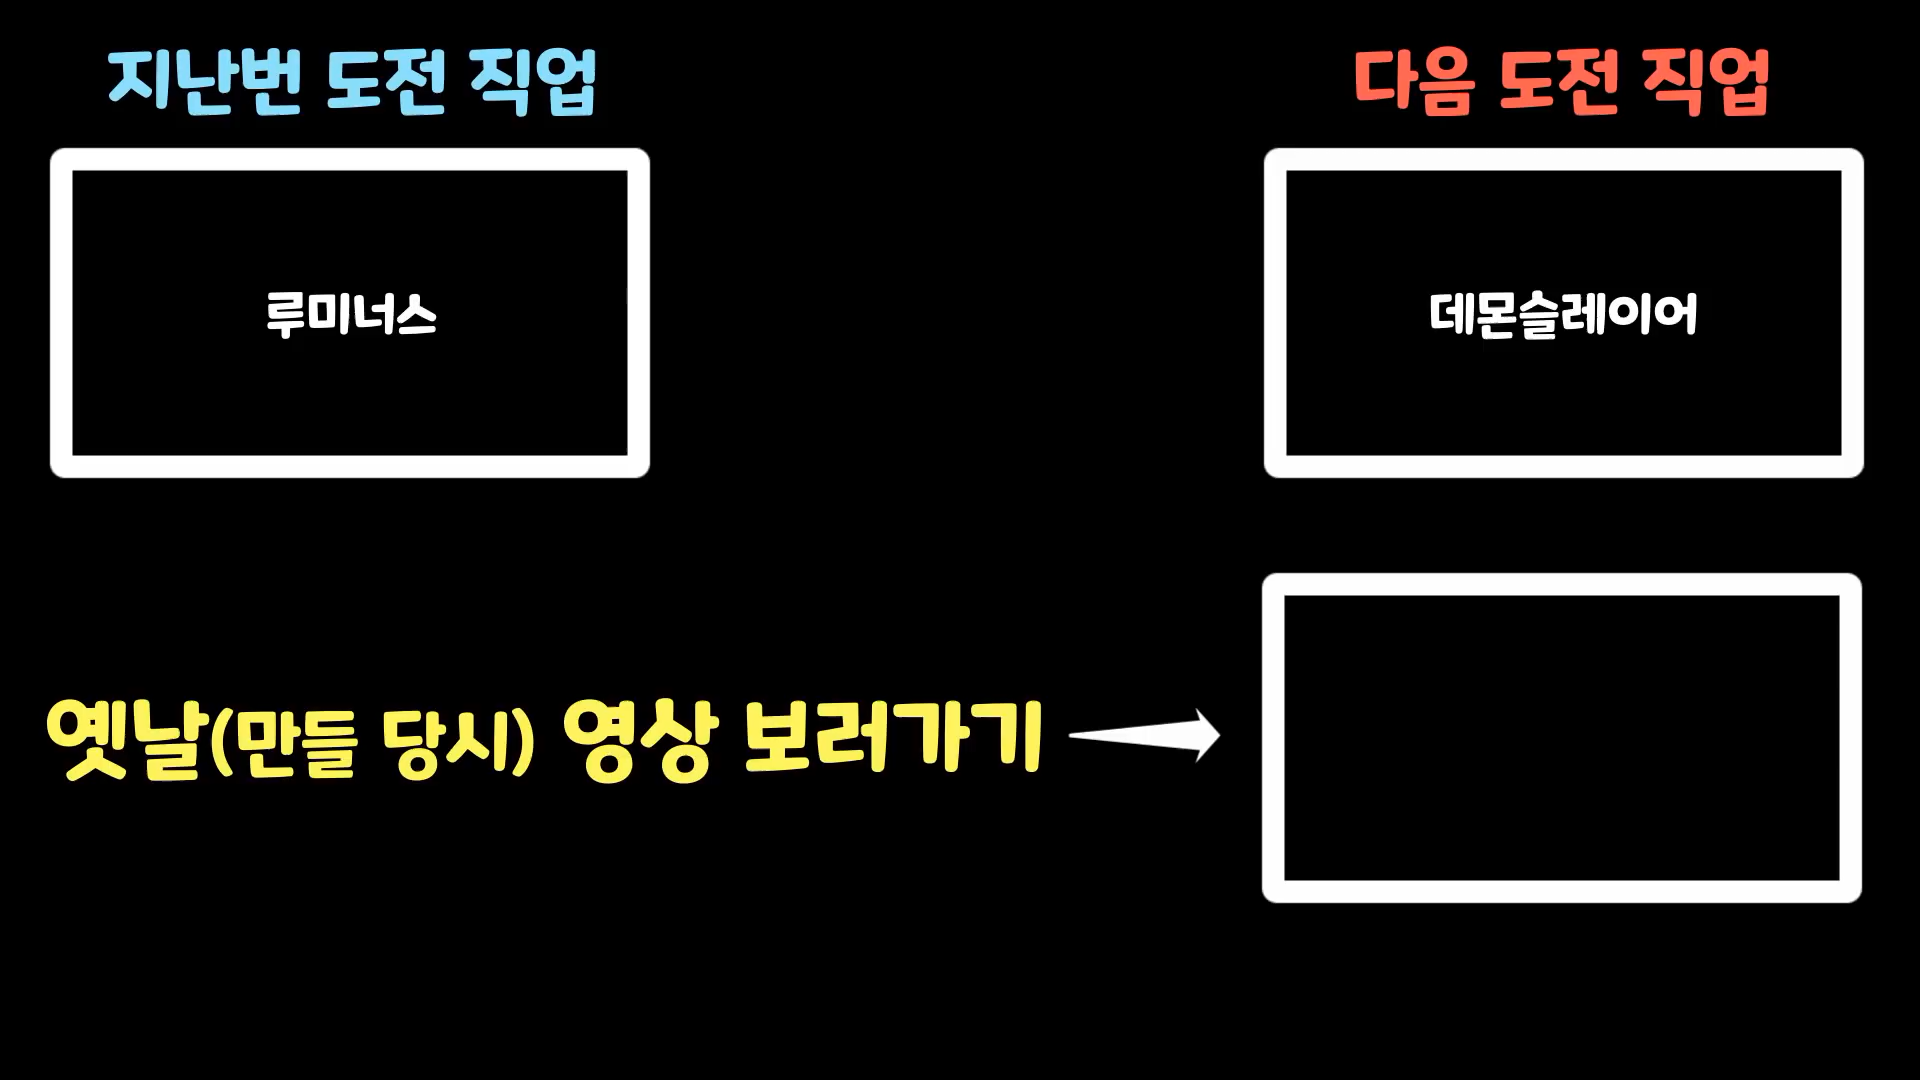 지난번 도전 직업
다음 도전 직업
루미너스
데몬슬레이어
옛날(만들 당시) 영상 보러가기